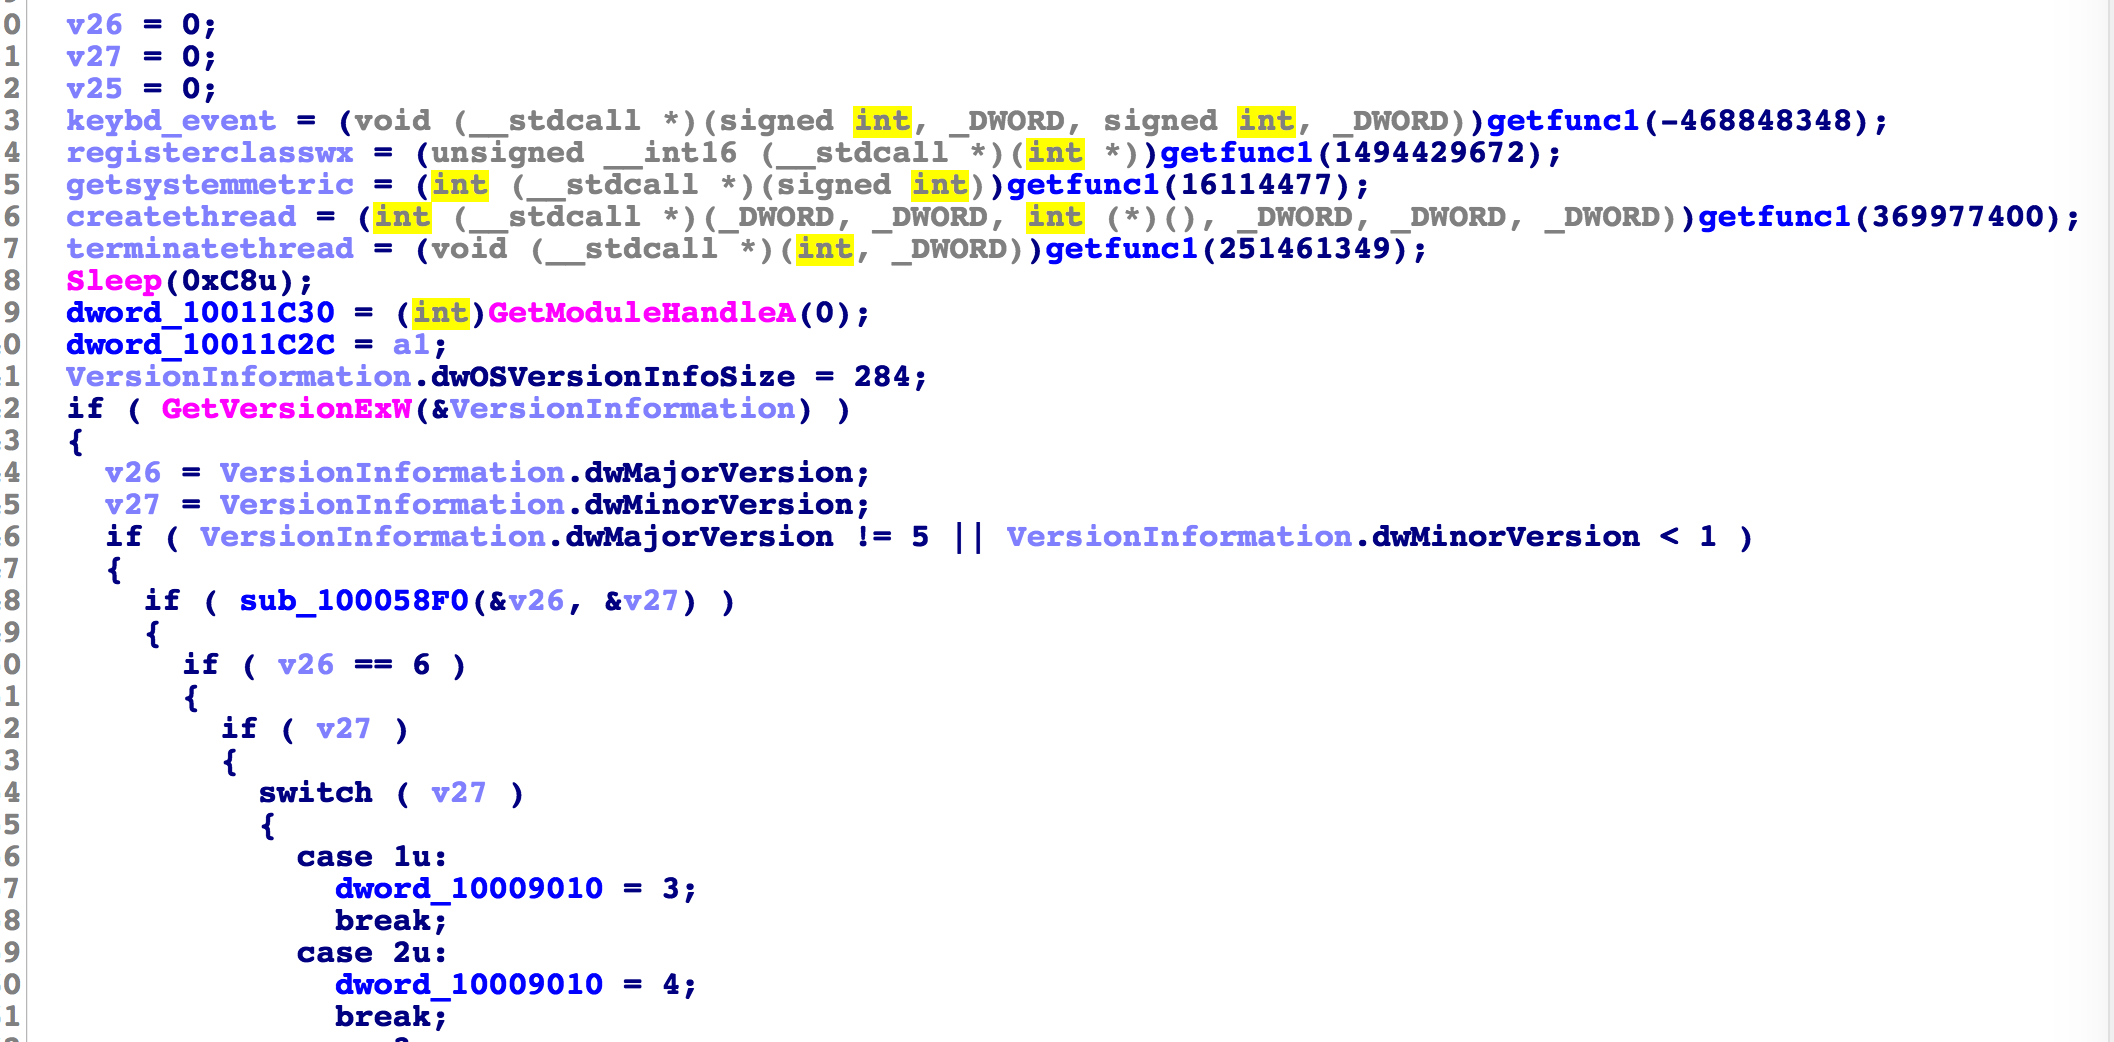 0 v26 = 0;
1 v27 = 0;
2 v25 = 0;
3 keybd_event = (void (__stdcall *)(signed int, _DWORD, signed int, _DWORD))getfunc1(-468848348);
4 registerclasswx = (unsigned __int16 (__stdcall *)(int *))getfunc1(1494429672);
5 getsystemmetric = (int (__stdcall *)(signed int))getfunc1(16114477);
6 createthread = (int (__stdcall *)(_DWORD, _DWORD, int (*)(), _DWORD, _DWORD, _DWORD))getfunc1(369977400);
7 terminatethread = (void (__stdcall *)(int, _DWORD))getfunc1(251461349);
8 Sleep(0xC8u);
9 dword_10011C30 = (int)GetModuleHandleA(0);
0 dword_10011C2C = a1;
1 VersionInformation.dwOSVersionInfoSize = 284;
2 if ( GetVersionExW(&VersionInformation) )
3 {
4 v26 = VersionInformation.dwMajorVersion;
5 v27 = VersionInformation.dwMinorVersion;
6 if ( VersionInformation.dwMajorVersion != 5 || VersionInformation.dwMinorVersion < 1 )
7 {
8 if ( sub_100058F0(&v26, &v27) )
9 {
0 if ( v26 == 6 )
1 {
2 if ( v27 )
3 {
4 switch ( v27 )
5 {
6 case 1u:
7 dword_10009010 = 3;
8 break;
9 case 2u:
0 dword_10009010 = 4;
1 break;